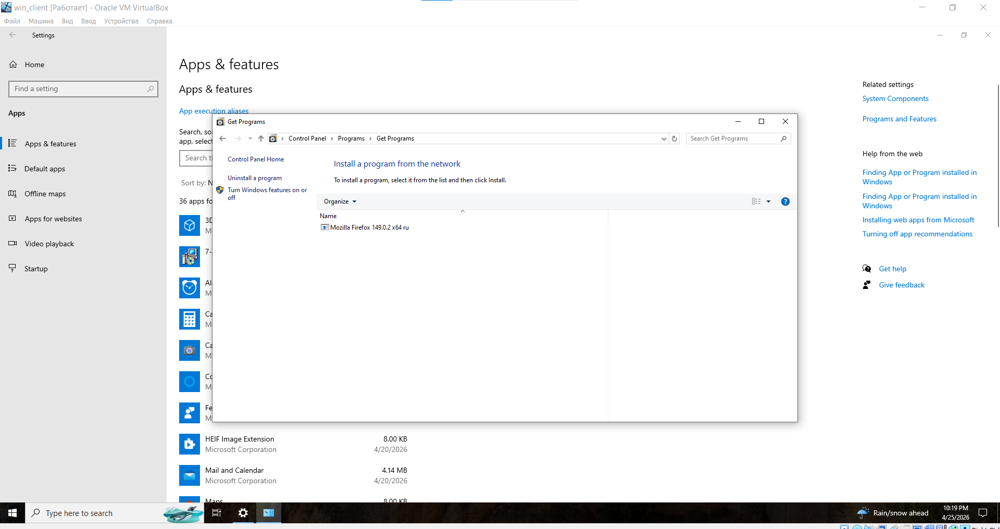 win_client [Работает] - Oracle VM VirtualBox
Файл Машина Вид Ввод Устройства Справка
Settings
Home
Find a setting
Apps
Apps & features
Default apps
Offline maps
Apps for websites
Video playback
Startup
Apps & features
Apps & features
App execution aliases
Search, so
app, select
Search t
Sort by: N
36 apps fo
3D
Mi
7-
Al
Mi
Ca
Mi
Ca
Mi
Co
Mi
Fe
M
HEIF Image Extension 8.00 KB
Microsoft Corporation 4/20/2026
Mail and Calendar 4.14 MB
Microsoft Corporation 4/20/2026
Maps 8.00 KB
Get Programs
Control Panel Programs Get Programs
Search Get Programs
Control Panel Home
Uninstall a program
Turn Windows features on or
off
Install a program from the network
To install a program, select it from the list and then click Install.
Organize
Name
Mozilla Firefox 149.0.2 x64 ru
Related settings
System Components
Programs and Features
Help from the web
Finding App or Program installed in
Windows
Finding App or Program installed in
Windows
Installing web apps from Microsoft
Turning off app recommendations
Get help
Give feedback
Type here to search
Rain/snow ahead
10:19 PM
4/25/2026